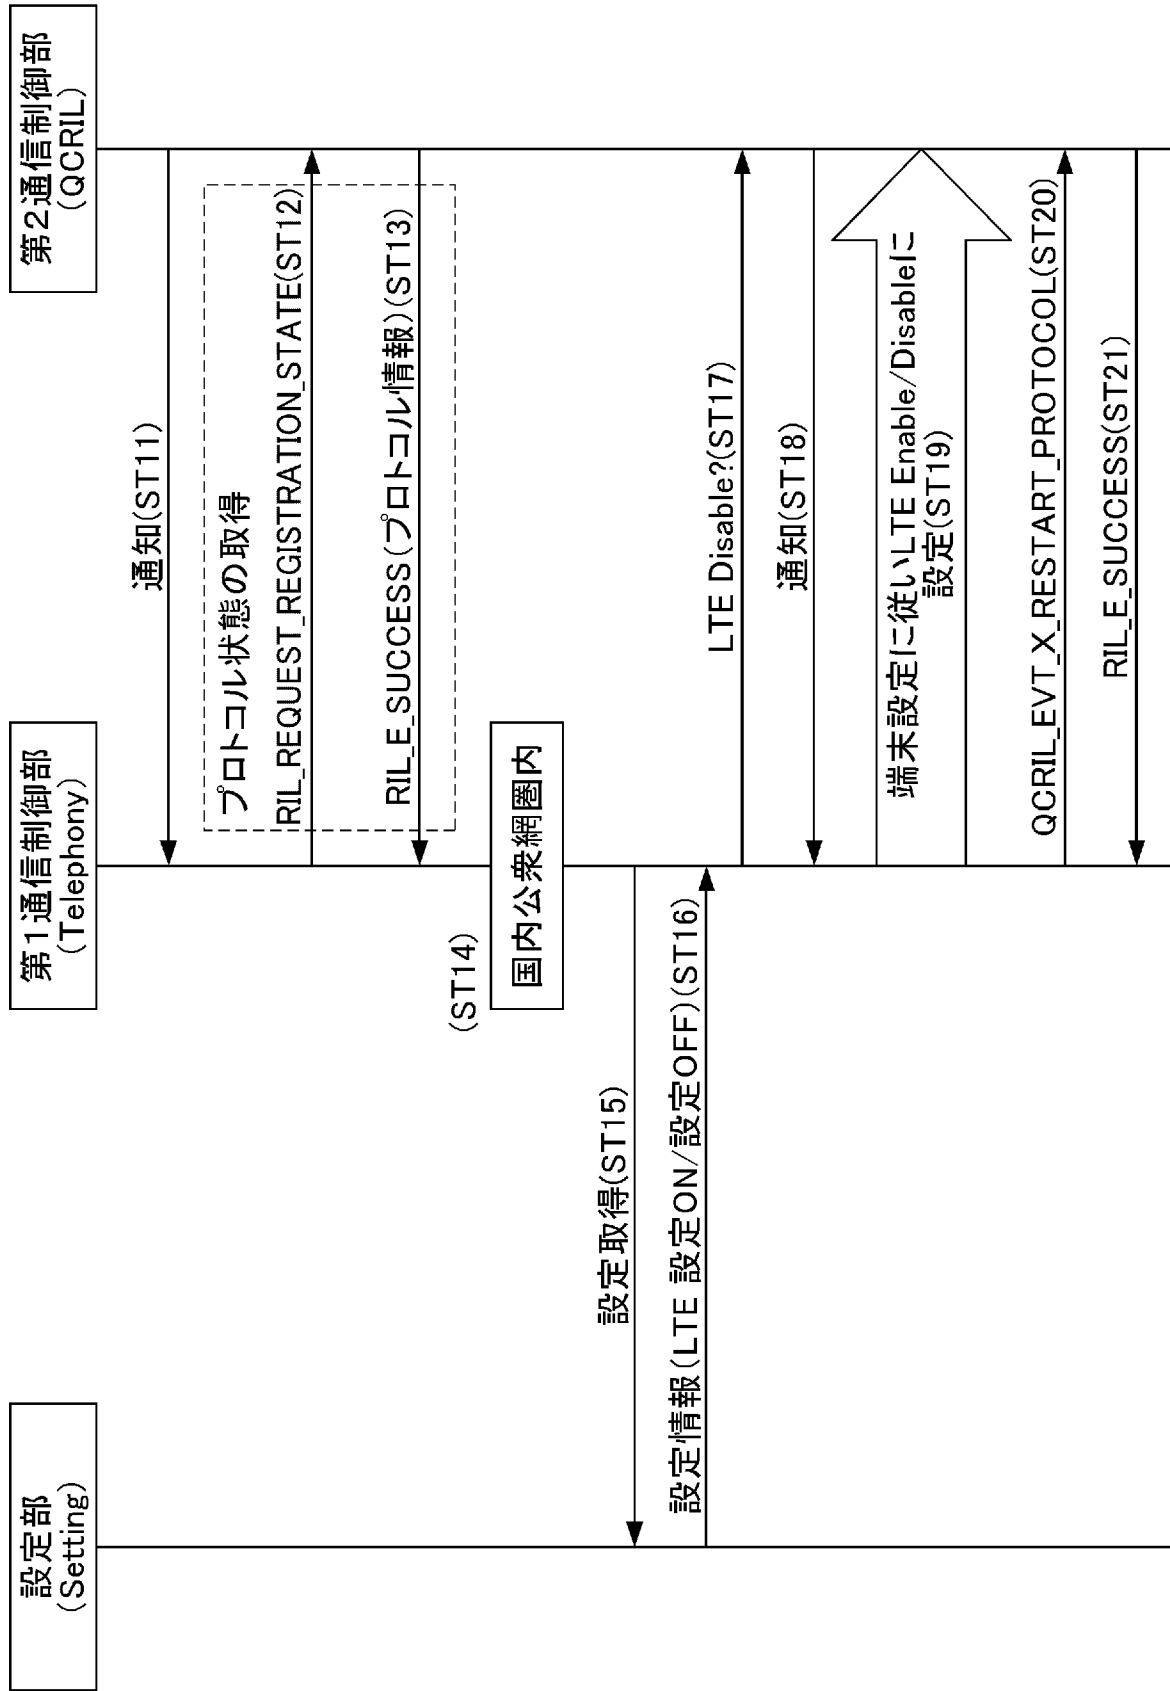 設定部
(Setting)
第1通信制御部
(Telephony)
第2通信制御部
(QCRIL)
通知(ST11)
プロトコル状態の取得
RIL_REQUEST_REGISTRATION_STATE(ST12)
RIL_E_SUCCESS(プロトコル情報)(ST13)
(ST14)
国内公衆網圏内
設定取得(ST15)
設定情報(LTE 設定ON/設定OFF)(ST16)
LTE Disable?(ST17)
通知(ST18)
端末設定に従いLTE Enable/Disableに
設定(ST19)
QCRIL_EVT_X_RESTART_PROTOCOL(ST20)
RIL_E_SUCCESS(ST21)